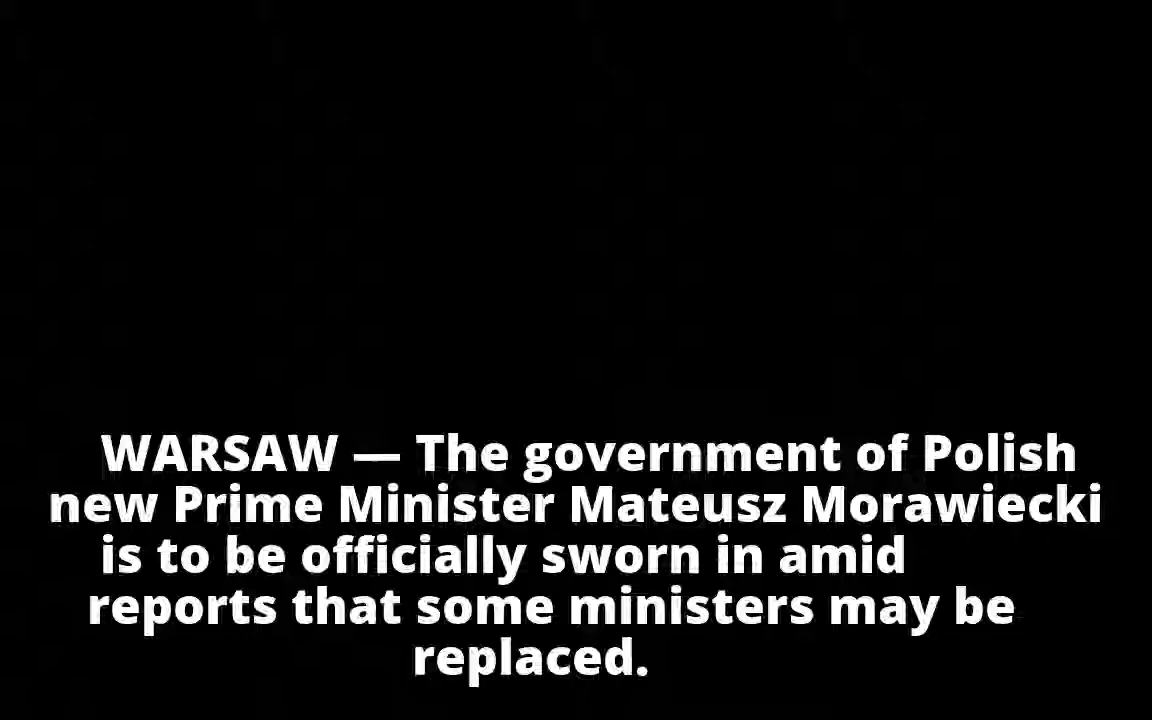 WARSAW — The government of Polish
new Prime Minister Mateusz Morawiecki
is to be officially sworn in amid
reports that some ministers may be
replaced.